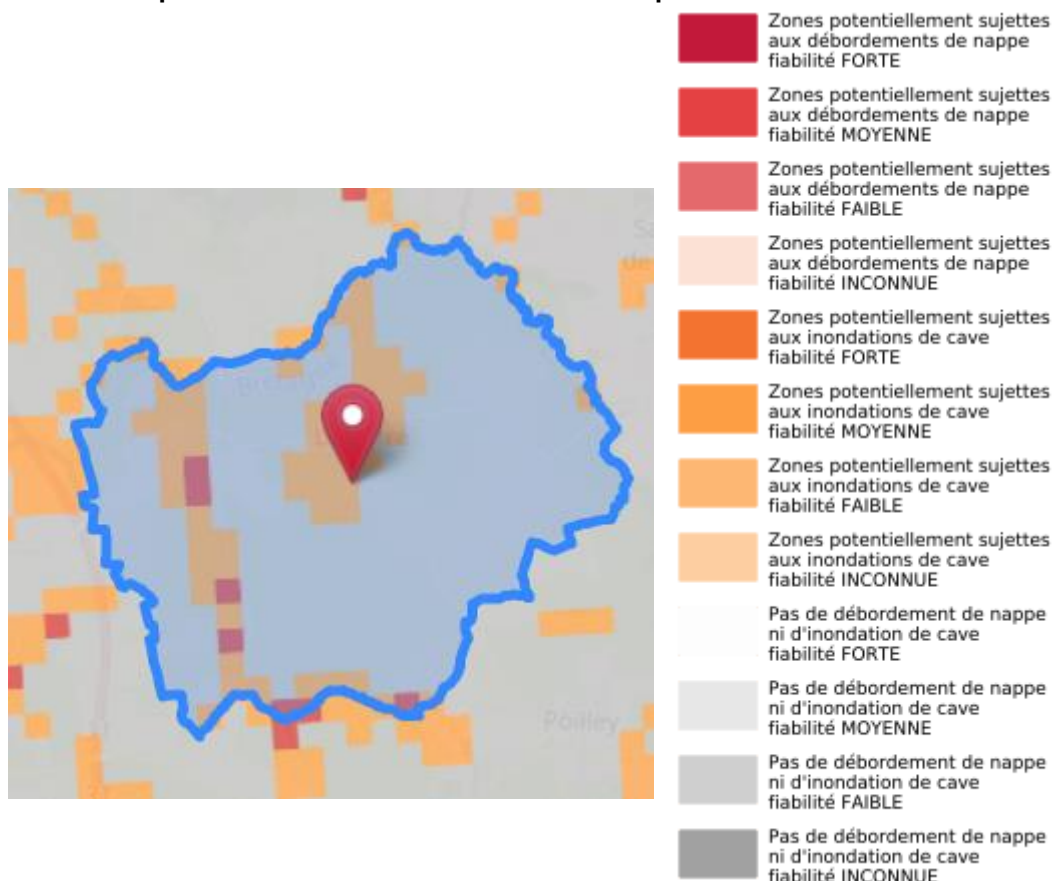 Zones potentiellement sujettes
aux débordements de nappe
fiabilité FORTE
Zones potentiellement sujettes
aux débordements de nappe
fiabilité MOYENNE
Zones potentiellement sujettes
aux débordements de nappe
fiabilité FAIBLE
Zones potentiellement sujettes
aux débordements de nappe
fiabilité INCONNUE
Zones potentiellement sujettes
aux inondations de cave
fiabilité FORTE
Zones potentiellement sujettes
aux inondations de cave
fiabilité MOYENNE
Zones potentiellement sujettes
aux inondations de cave
fiabilité FAIBLE
Zones potentiellement sujettes
aux inondations de cave
fiabilité INCONNUE
Pas de débordement de nappe
ni d'inondation de cave
fiabilité FORTE
Pas de débordement de nappe
ni d'inondation de cave
fiabilité MOYENNE
Pas de débordement de nappe
ni d'inondation de cave
fiabilité FAIBLE
Pas de débordement de nappe
ni d'inondation de cave
fiabilité INCONNUE
Poilley